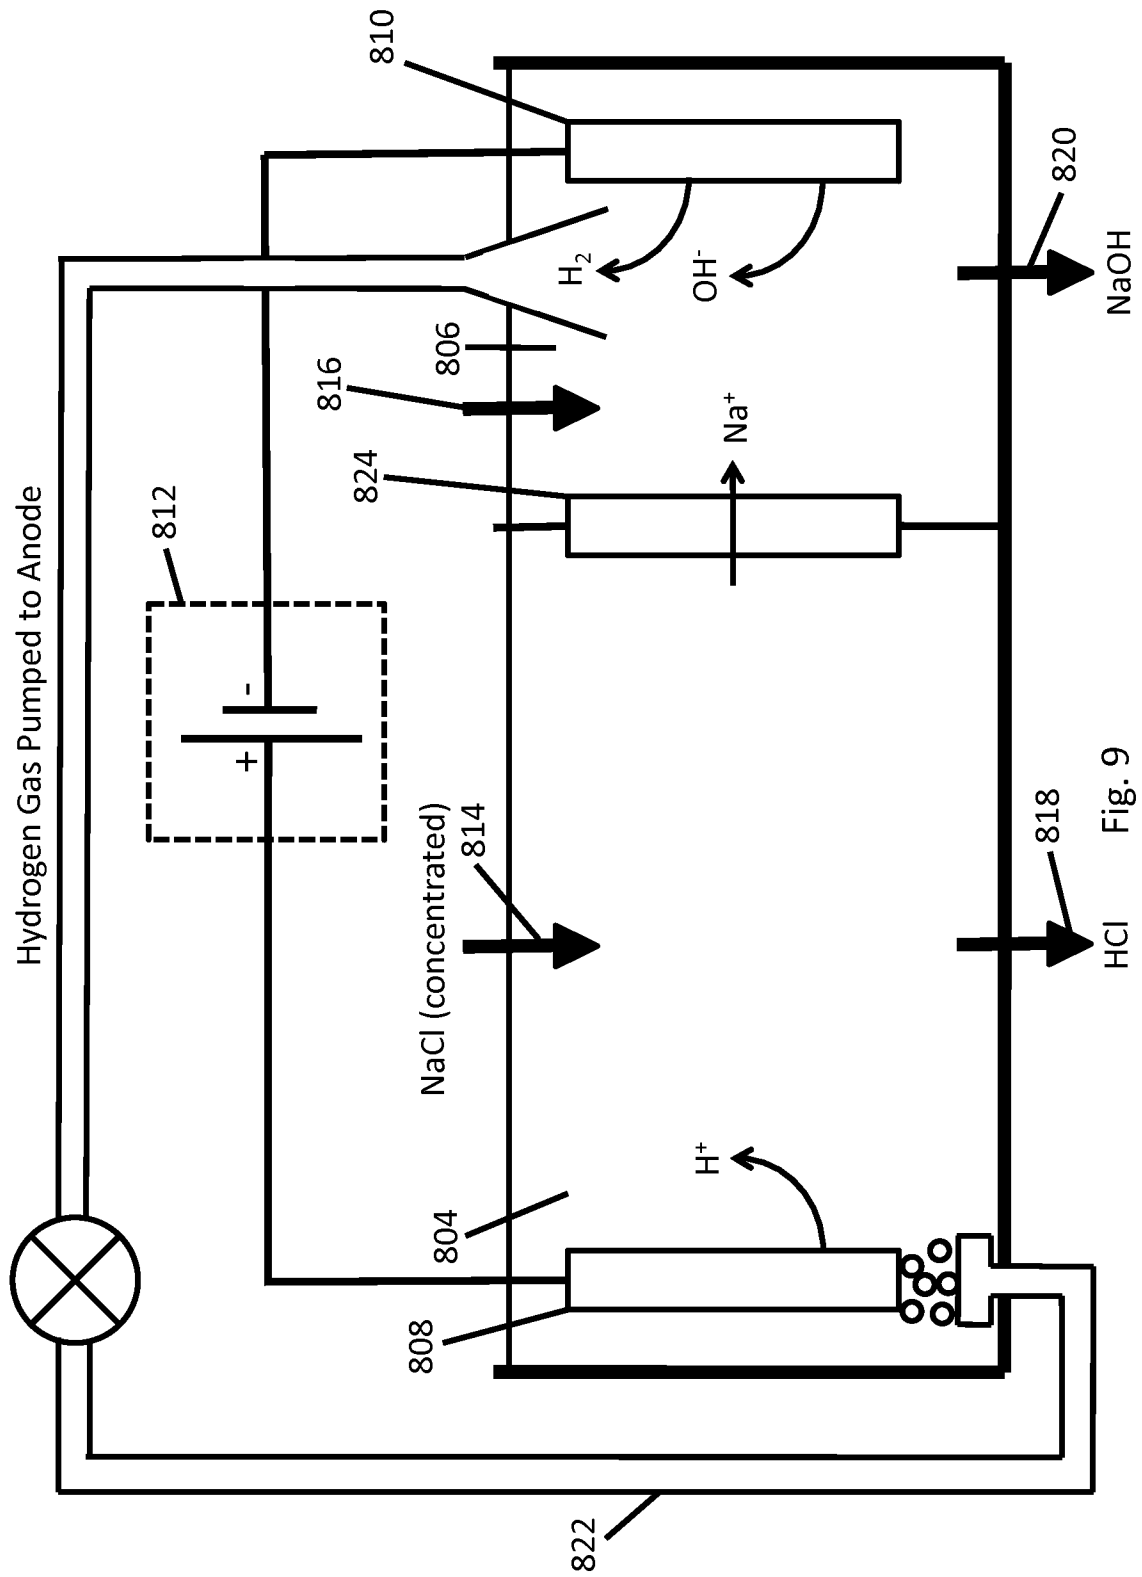 Hydrogen Gas Pumped to Anode
812
+
-
810
NaCl (concentrated)
814
816
806
824
804
808
H₂
OH⁻
Na⁺
H⁺
822
818
820
HCl
NaOH
Fig. 9